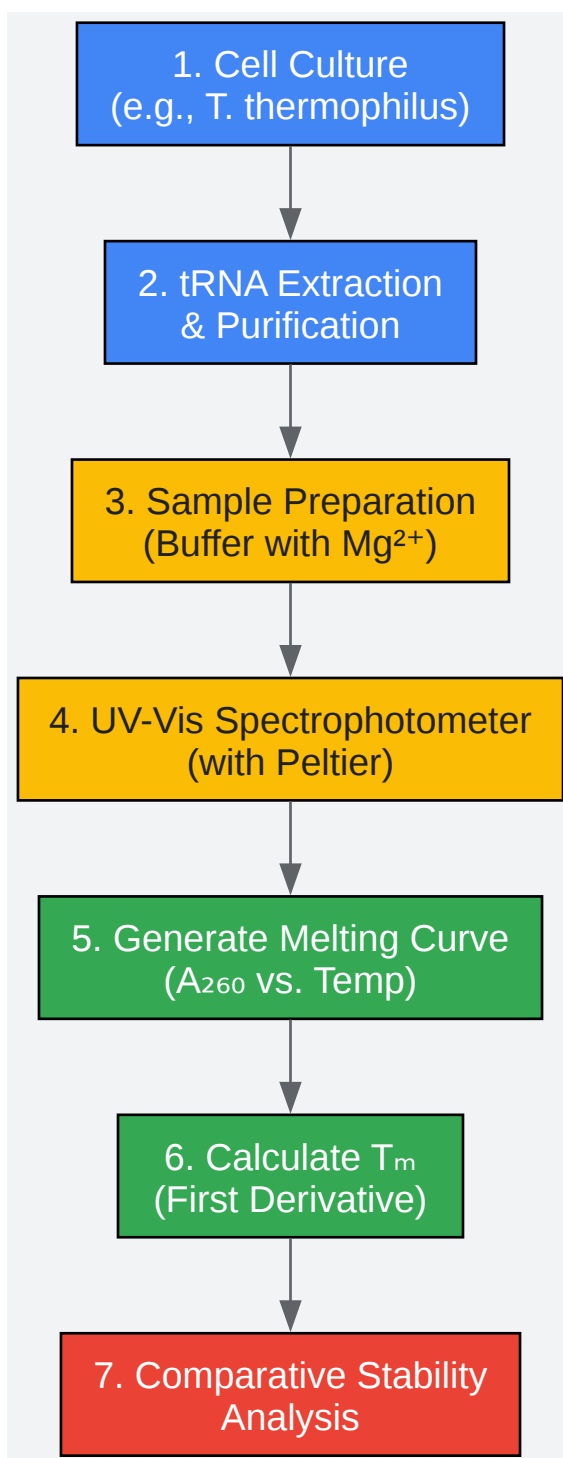 1. Cell Culture
(e.g., T. thermophilus)
2. tRNA Extraction
& Purification
3. Sample Preparation
(Buffer with Mg²⁺)
4. UV-Vis Spectrophotometer
(with Peltier)
5. Generate Melting Curve
(A₂₆₀ vs. Temp)
6. Calculate Tₘ
(First Derivative)
7. Comparative Stability
Analysis